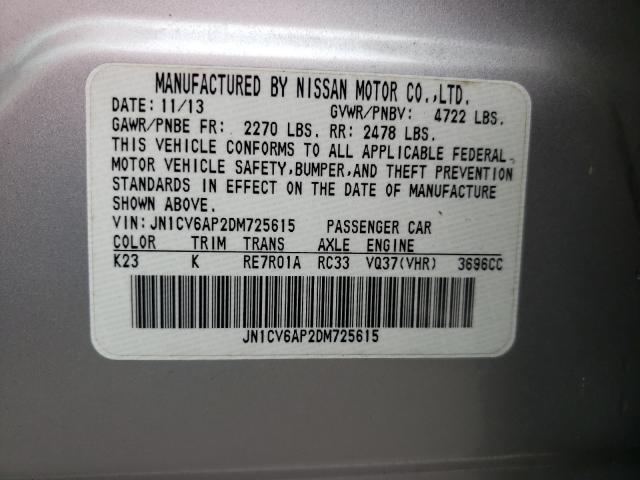 MANUFACTURED BY NISSAN MOTOR CO.,LTD.
DATE: 11/13 GVWR/PNBV: 4722 LBS.
GAWR/PNBE FR: 2270 LBS. RR: 2478 LBS.
THIS VEHICLE CONFORMS TO ALL APPLICABLE FEDERAL
MOTOR VEHICLE SAFETY,BUMPER,AND THEFT PREVENTION
STANDARDS IN EFFECT ON THE DATE OF MANUFACTURE
SHOWN ABOVE.
VIN: JN1CV6AP2DM725615 PASSENGER CAR
COLOR TRIM TRANS AXLE ENGINE
K23 K RE7R01A RC33 VQ37(VHR) 3696CC
JN1CV6AP2DM725615